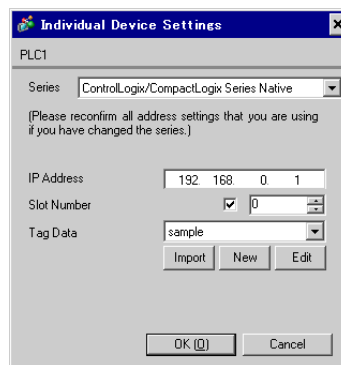 Individual Device Settings
PLC1
Series ControlLogix/CompactLogix Series Native
(Please reconfirm all address settings that you are using
if you have changed the series.)
IP Address 192. 168. 0. 1
Slot Number 0
Tag Data sample
Import New Edit
OK (O) Cancel